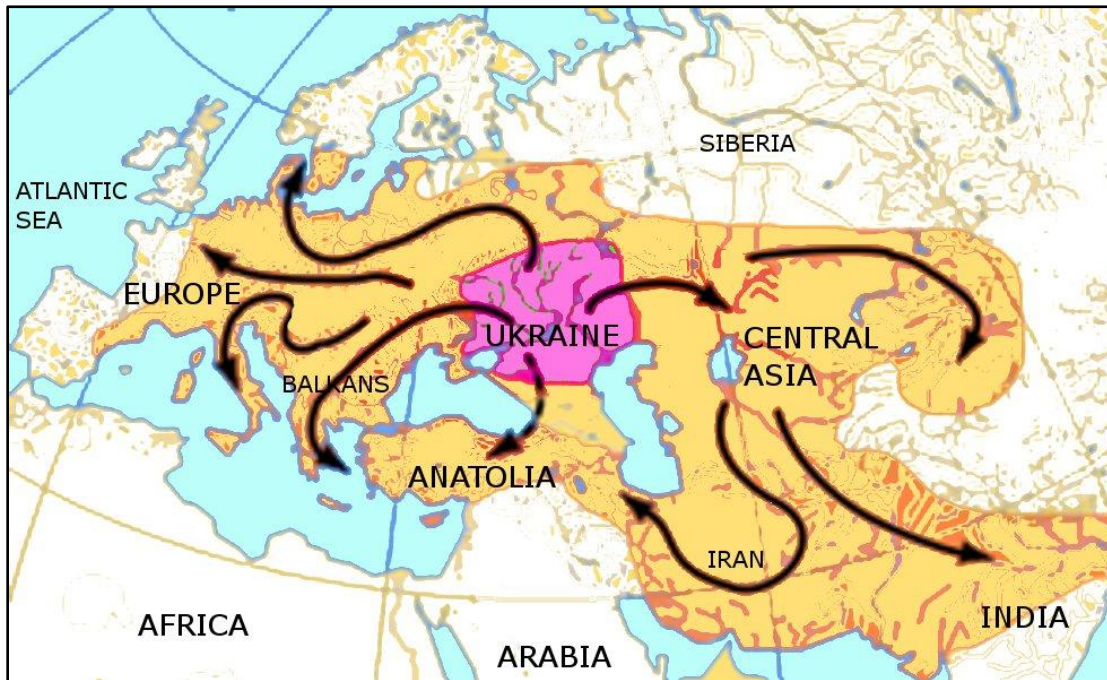 SIBERIA
ATLANTIC
SEA
EUROPE
UKRAINE
CENTRAL
ASIA
BALKANS
ANATOLIA
IRAN
AFRICA
INDIA
ARABIA